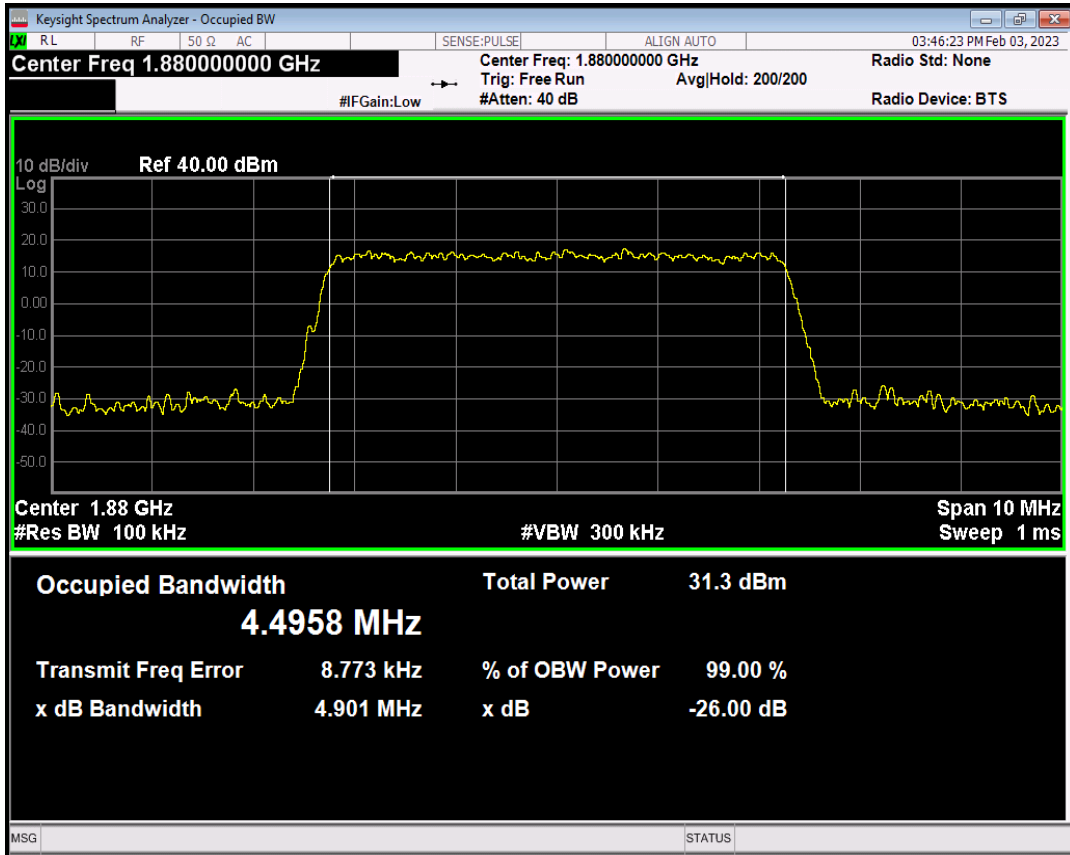 Keysight Spectrum Analyzer - Occupied BW
LXI RL RF 50 Ω AC SENSE:PULSE ALIGN AUTO 03:46:23 PM Feb 03, 2023
Center Freq 1.880000000 GHz Center Freq: 1.880000000 GHz Radio Std: None
Trig: Free Run Avg|Hold: 200/200
#IFGain:Low #Atten: 40 dB Radio Device: BTS
10 dB/div Ref 40.00 dBm
Log
30.0
20.0
10.0
0.00
-10.0
-20.0
-30.0
-40.0
-50.0
Center 1.88 GHz Span 10 MHz
#Res BW 100 kHz #VBW 300 kHz Sweep 1 ms
Occupied Bandwidth Total Power 31.3 dBm
4.4958 MHz
Transmit Freq Error 8.773 kHz % of OBW Power 99.00 %
x dB Bandwidth 4.901 MHz x dB -26.00 dB
MSG STATUS